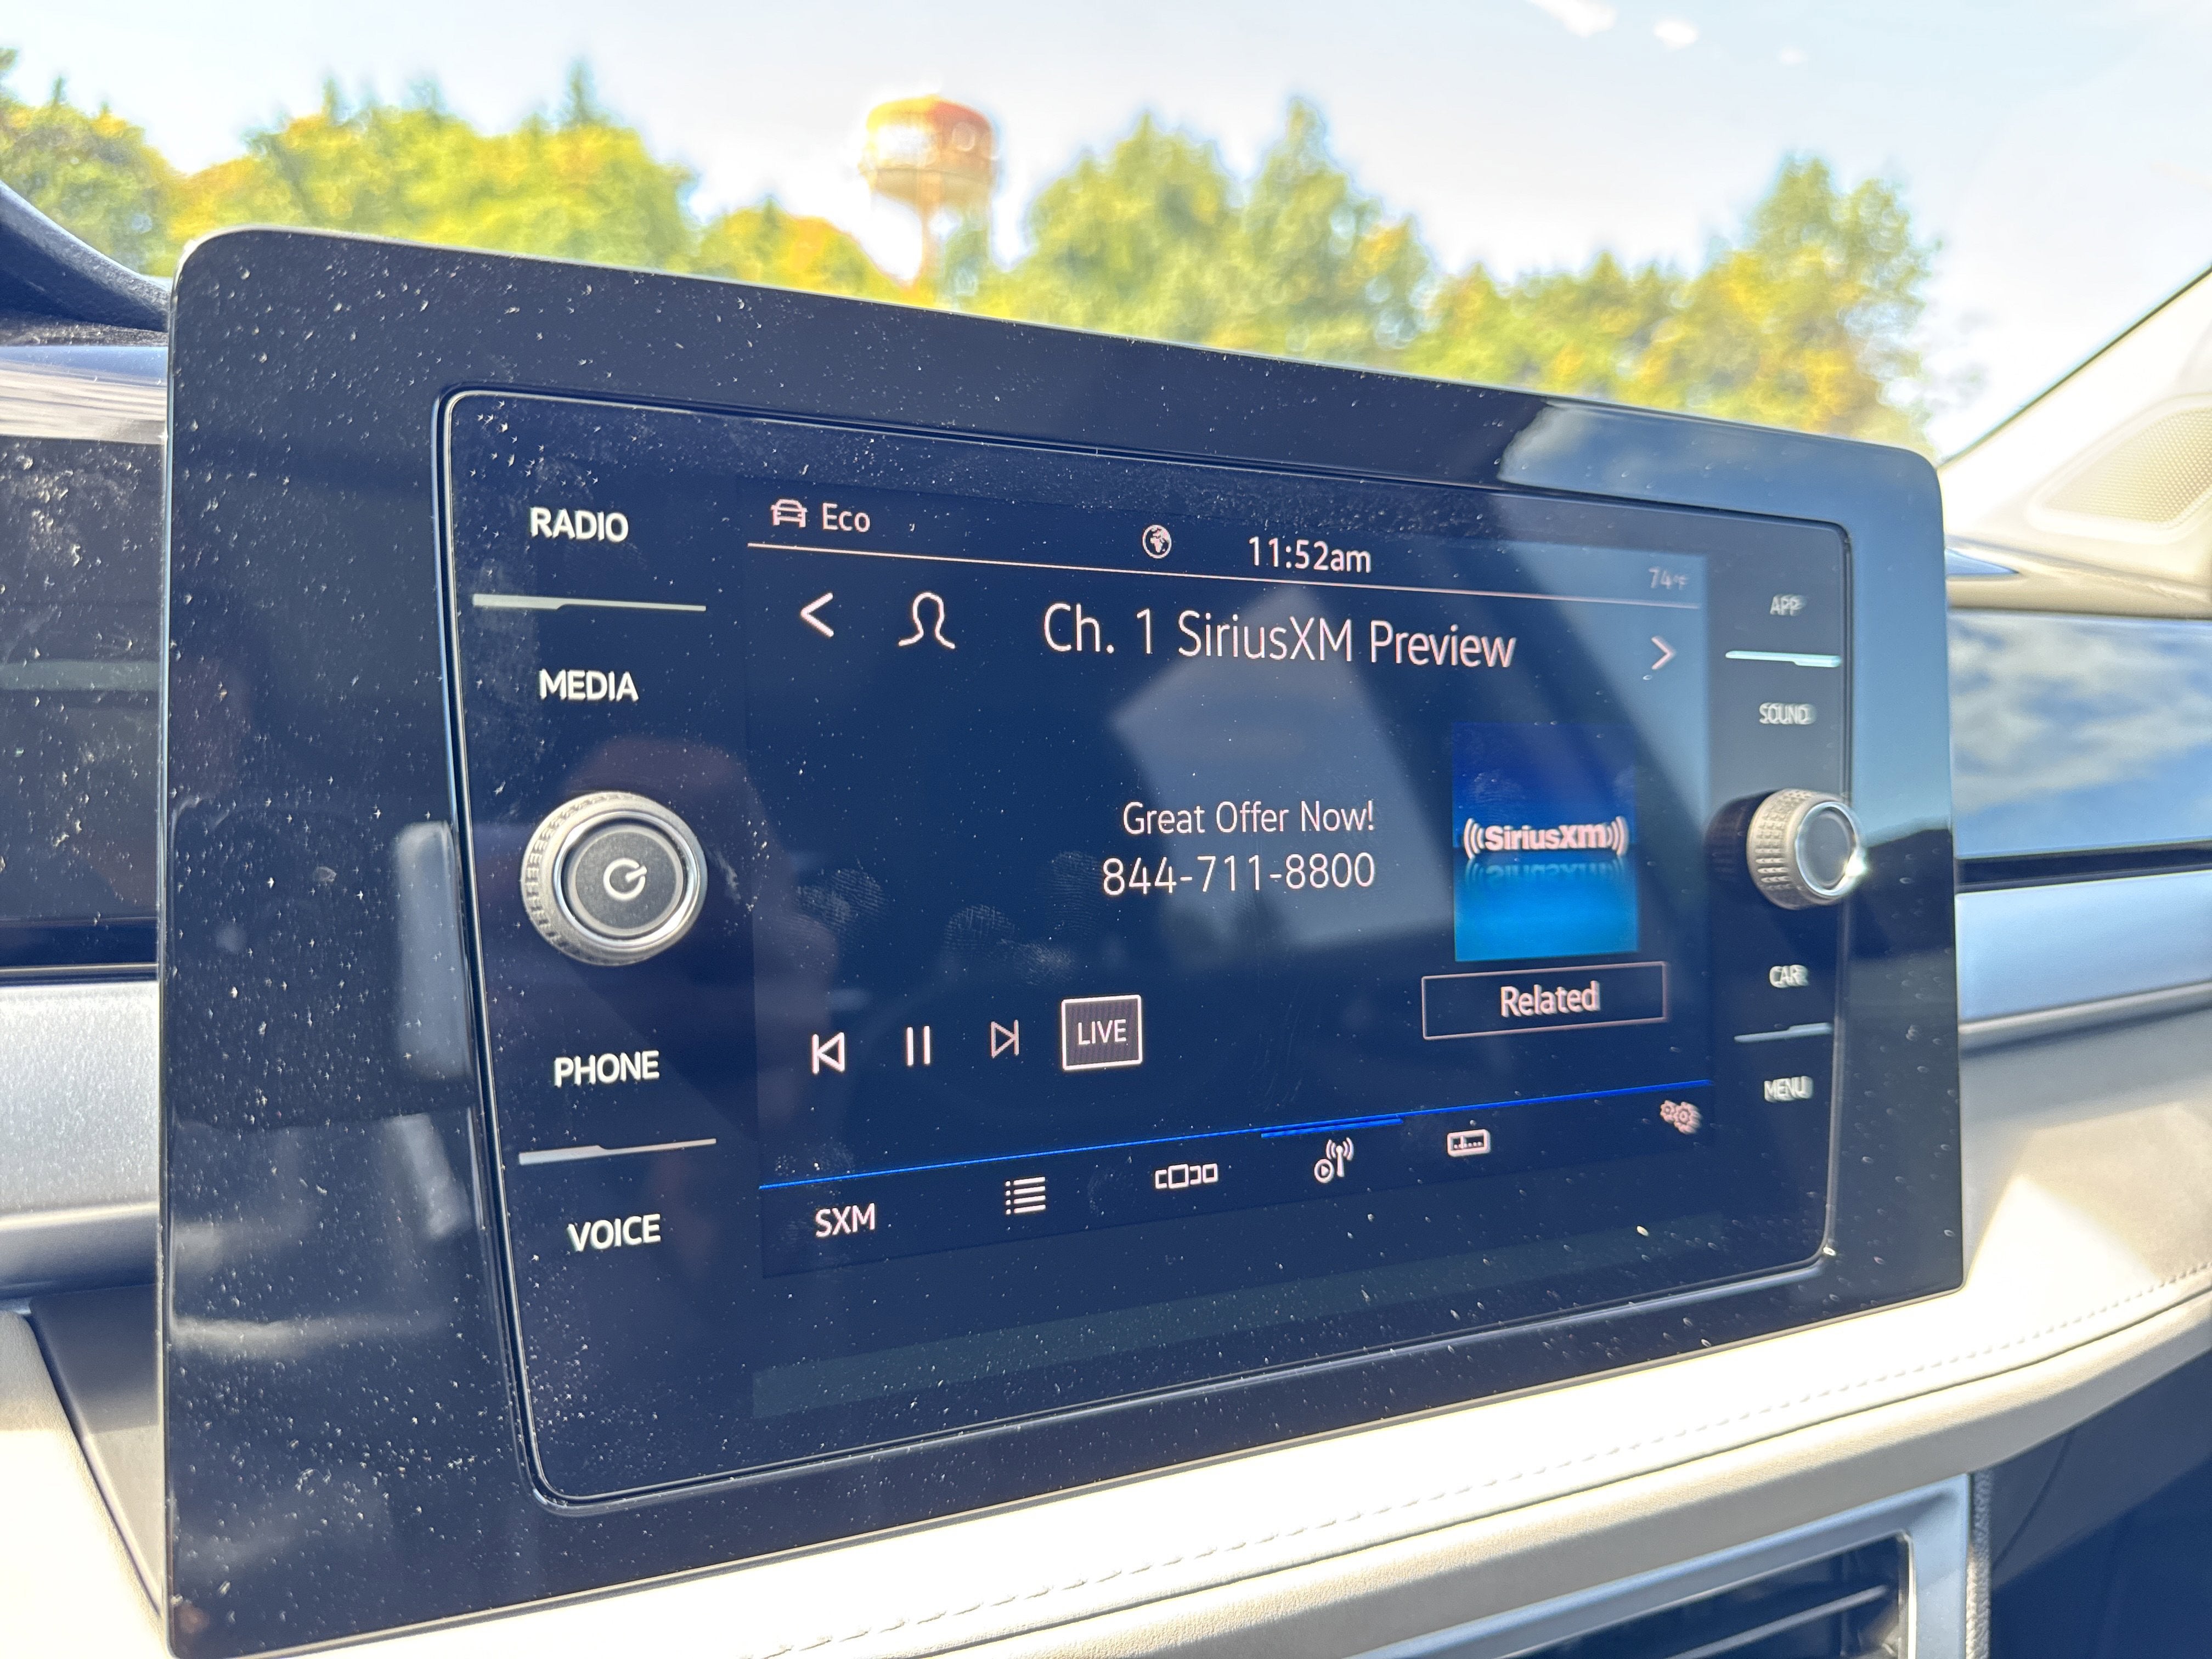 RADIO
MEDIA
PHONE
VOICE
Eco
11:52am
74°F
Ch. 1 SiriusXM Preview
Great Offer Now!
844-711-8800
((SiriusXM))
Related
LIVE
SXM
APP
SOUND
CAR
MENU